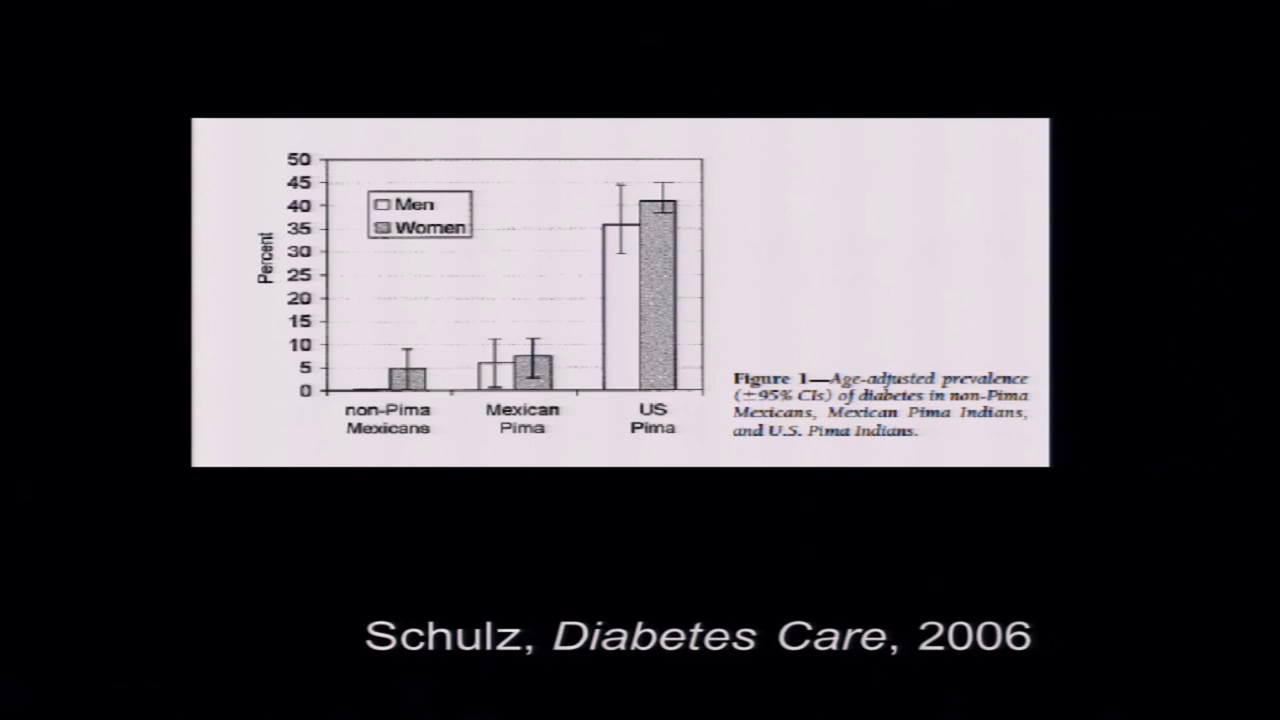 50
45
40
35
30
25
20
15
10
5
0
Percent
Men
Women
non-Pima
Mexicans
Mexican
Pima
US
Pima
Figure 1—Age-adjusted prevalence
(±95% CIs) of diabetes in non-Pima
Mexicans, Mexican Pima Indians,
and U.S. Pima Indians.
Schulz, Diabetes Care, 2006